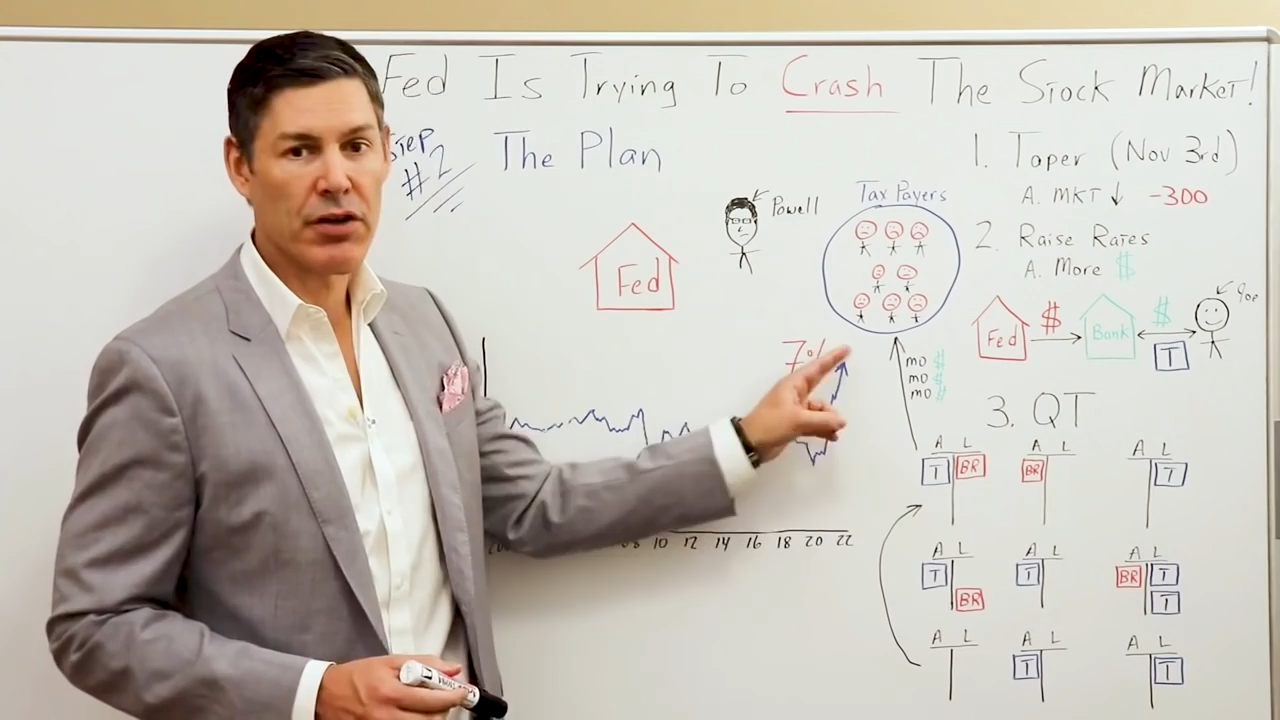 Fed Is Trying To Crash The Stock Market!
Step
#2
The Plan
1. Taper (Nov 3rd)
A. MKT ↓ -300
2. Raise Rates
A. More $
Powell
Tax Payers
Fed
Fed $ Bank $ Joe
T
7%
mo $
mo $
mo $
3. QT
A L A L A L
T BR BR T
A L A L A L
T T BR T
BR T
A L A L A L
T T
10 12 14 16 18 20 22